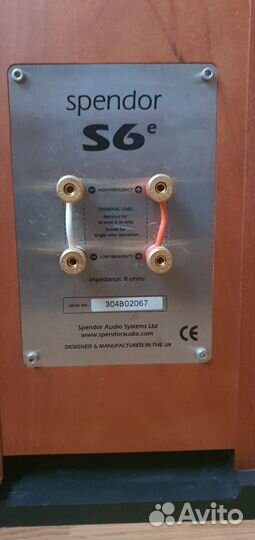 spendor
S6e
− HIGH FREQUENCY +
TERMINAL LINKS
Remove for
bi-wire & bi-amp
Install for
single wire operation
− LOW FREQUENCY +
Impedance: 8 ohms
Serial No. 304B02067
Spendor Audio Systems Ltd
www.spendoraudio.com
DESIGNED & MANUFACTURED IN THE UK
CE
Avito